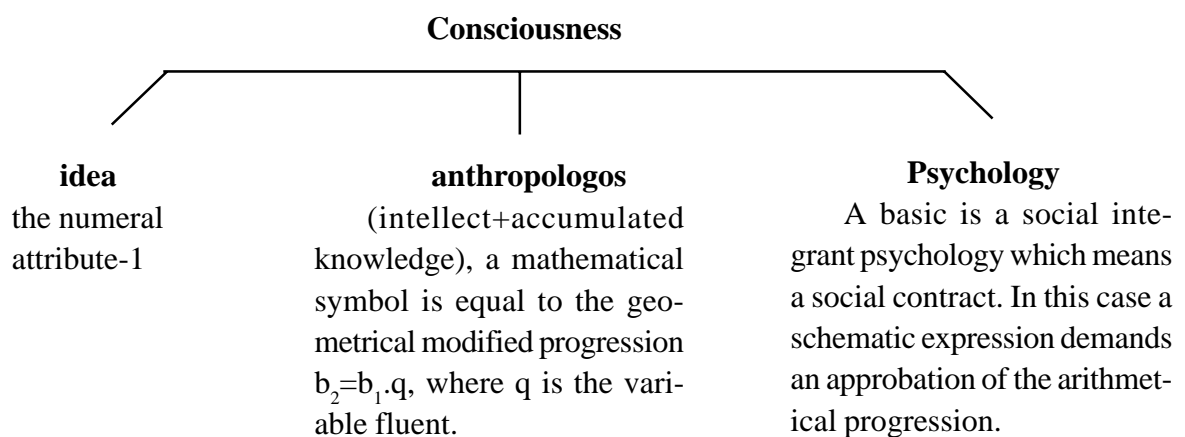 Consciousness
idea
the numeral
attribute-1
anthropologos
(intellect+accumulated
knowledge), a mathematical
symbol is equal to the geo-
metrical modified progression
b₂=b₁.q, where q is the vari-
able fluent.
Psychology
A basic is a social inte-
grant psychology which means
a social contract. In this case a
schematic expression demands
an approbation of the arithmet-
ical progression.